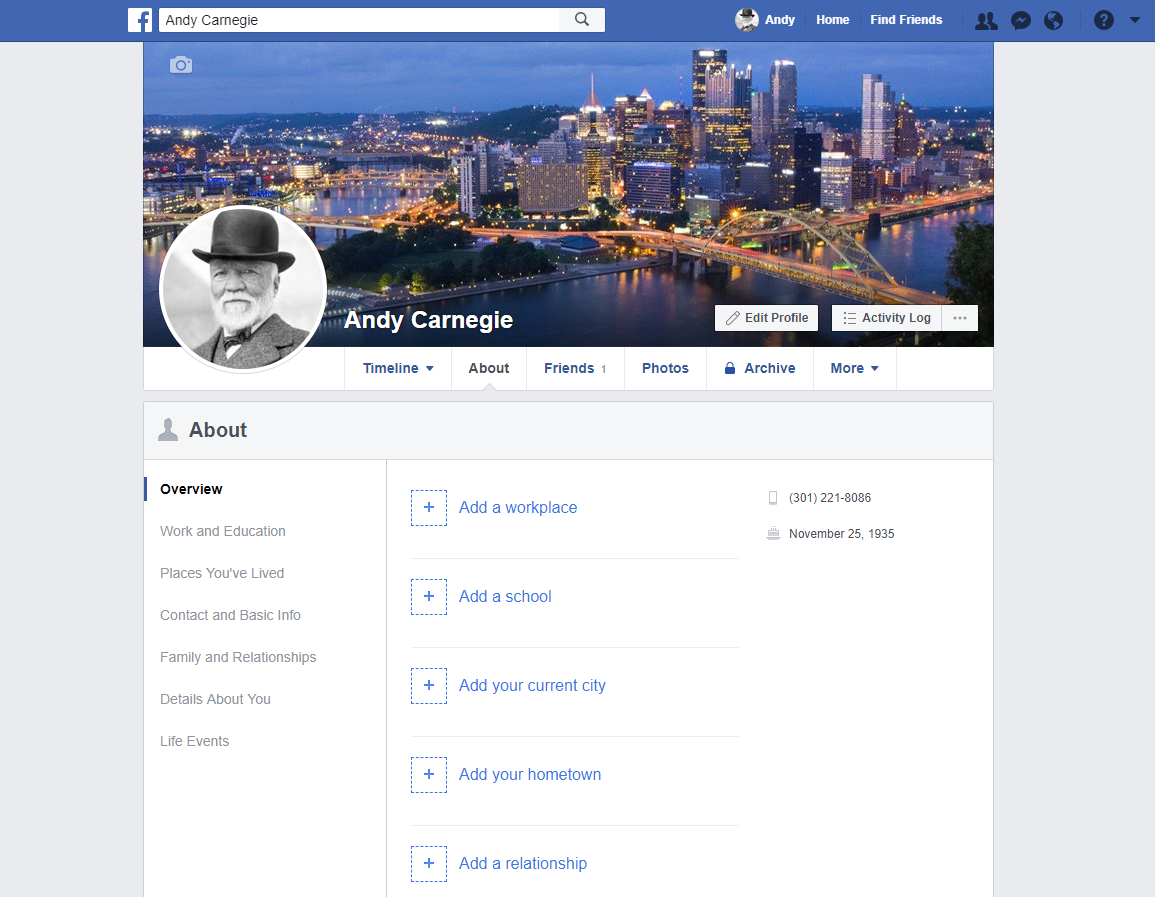 Andy Carnegie
Andy Home Find Friends
Andy Carnegie
Edit Profile
Activity Log
Timeline
About
Friends 1
Photos
Archive
More
About
Overview
Work and Education
Places You've Lived
Contact and Basic Info
Family and Relationships
Details About You
Life Events
Add a workplace
Add a school
Add your current city
Add your hometown
Add a relationship
(301) 221-8086
November 25, 1935